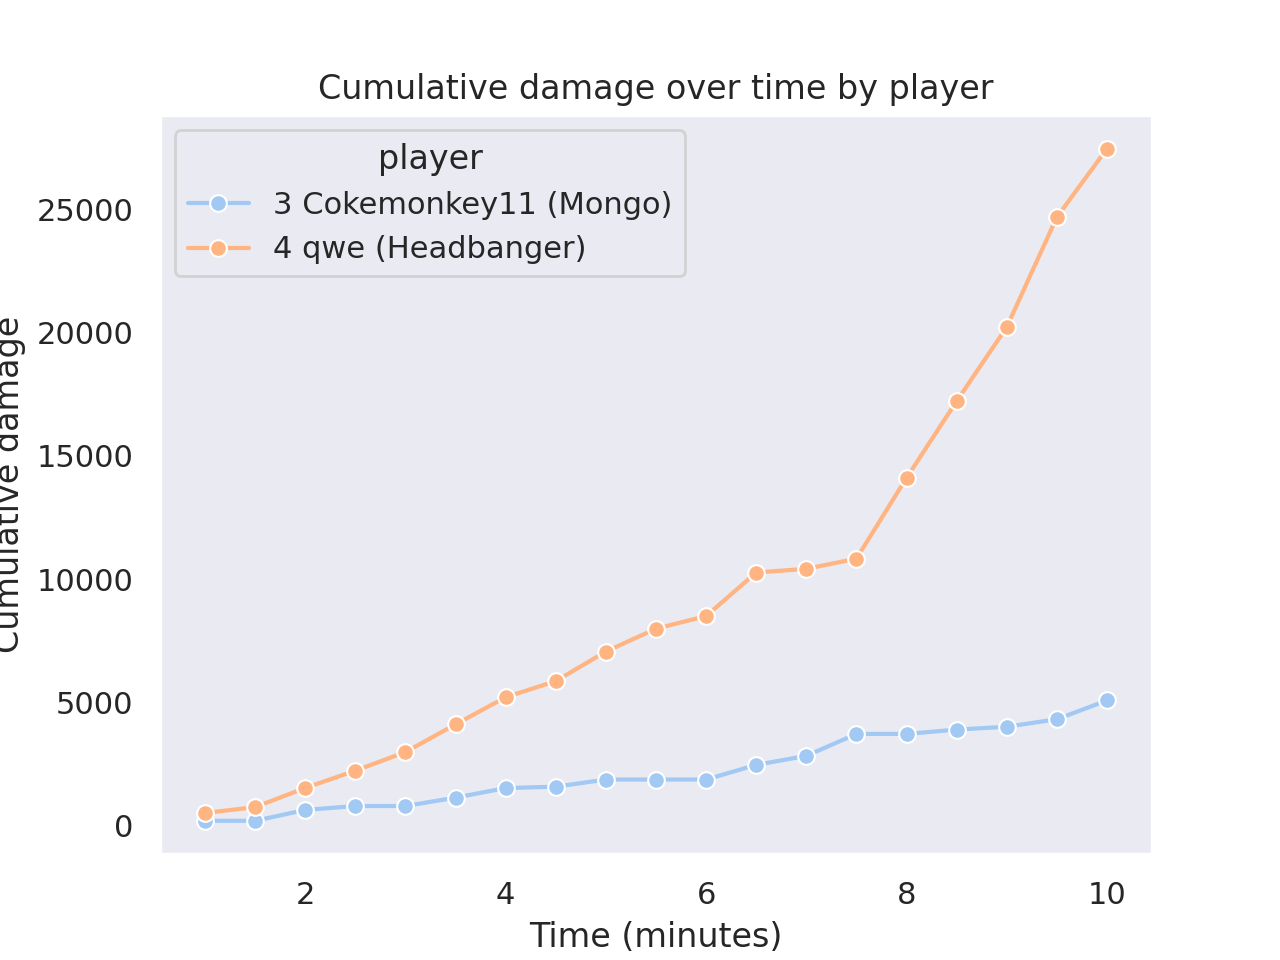 Cumulative damage over time by player
player
3 Cokemonkey11 (Mongo)
4 qwe (Headbanger)
Cumulative damage
25000
20000
15000
10000
5000
0
2 4 6 8 10
Time (minutes)